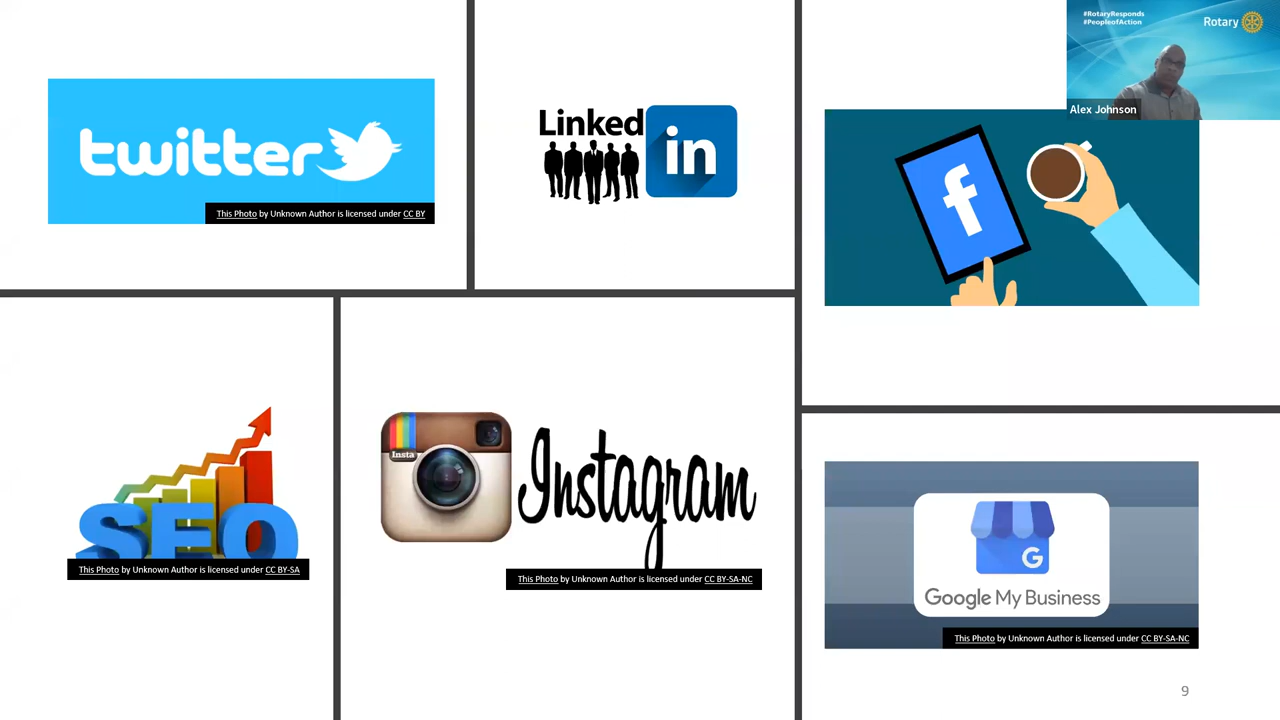 twitter
This Photo by Unknown Author is licensed under CC BY
Linked
in
#RotaryResponds
#PeopleofAction
Rotary
Alex Johnson
f
SEO
This Photo by Unknown Author is licensed under CC BY-SA
Insta
Instagram
This Photo by Unknown Author is licensed under CC BY-SA-NC
G
Google My Business
This Photo by Unknown Author is licensed under CC BY-SA-NC
9